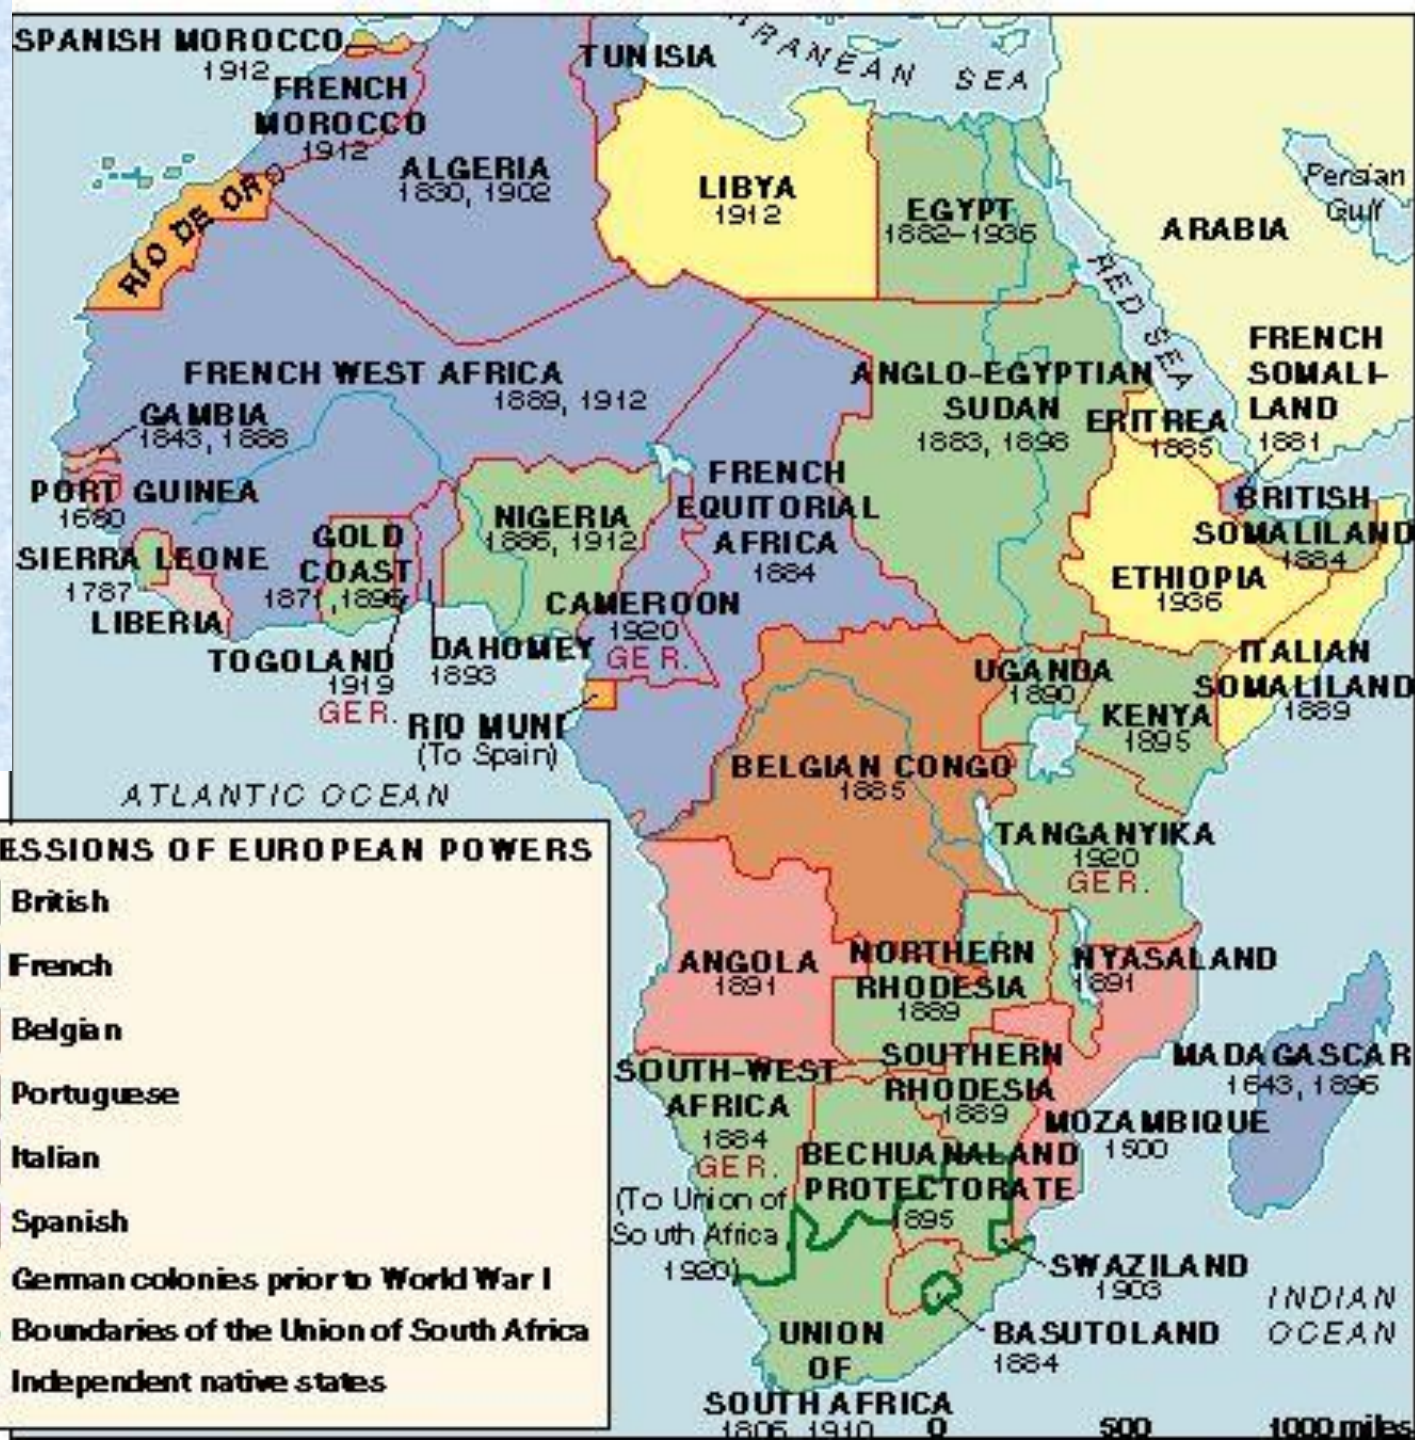 SPANISH MOROCCO
1912
FRENCH
MOROCCO
1912
TUNISIA
TRANEAN SEA
ALGERIA
1830, 1902
LIBYA
1912
EGYPT
1882–1936
ARABIA
Persian
Gulf
RED SEA
RÍO DE OR
FRENCH WEST AFRICA
1889, 1912
GAMBIA
1843, 1888
PORT GUINEA
1680
SIERRA LEONE
1787
LIBERIA
GOLD
COAST
1871, 1896
TOGOLAND
1919
GER.
DAHOMEY
1893
NIGERIA
1886, 1912
CAMEROON
1920
GER.
RIO MUNI
(To Spain)
FRENCH
EQUITORIAL
AFRICA
1884
ANGLO-EGYPTIAN
SUDAN
1883, 1898
ERITREA
1885
FRENCH
SOMALI-
LAND
1881
BRITISH
SOMALILAND
1884
ETHIOPIA
1936
ITALIAN
SOMALILAND
1889
UGANDA
1890
KENYA
1895
BELGIAN CONGO
1885
TANGANYIKA
1920
GER.
ATLANTIC OCEAN
ANGOLA
1891
NORTHERN
RHODESIA
1889
NYASALAND
1891
SOUTHERN
RHODESIA
1889
MADAGASCAR
1643, 1896
MOZAMBIQUE
1500
SOUTH-WEST
AFRICA
1884
GER.
(To Union of
South Africa
1920)
BECHUANALAND
PROTECTORATE
1895
SWAZILAND
1903
BASUTOLAND
1884
UNION
OF
SOUTH AFRICA
1806, 1910
INDIAN
OCEAN
0 500 1000 miles
ESSIONS OF EUROPEAN POWERS
British
French
Belgian
Portuguese
Italian
Spanish
German colonies prior to World War I
Boundaries of the Union of South Africa
Independent native states